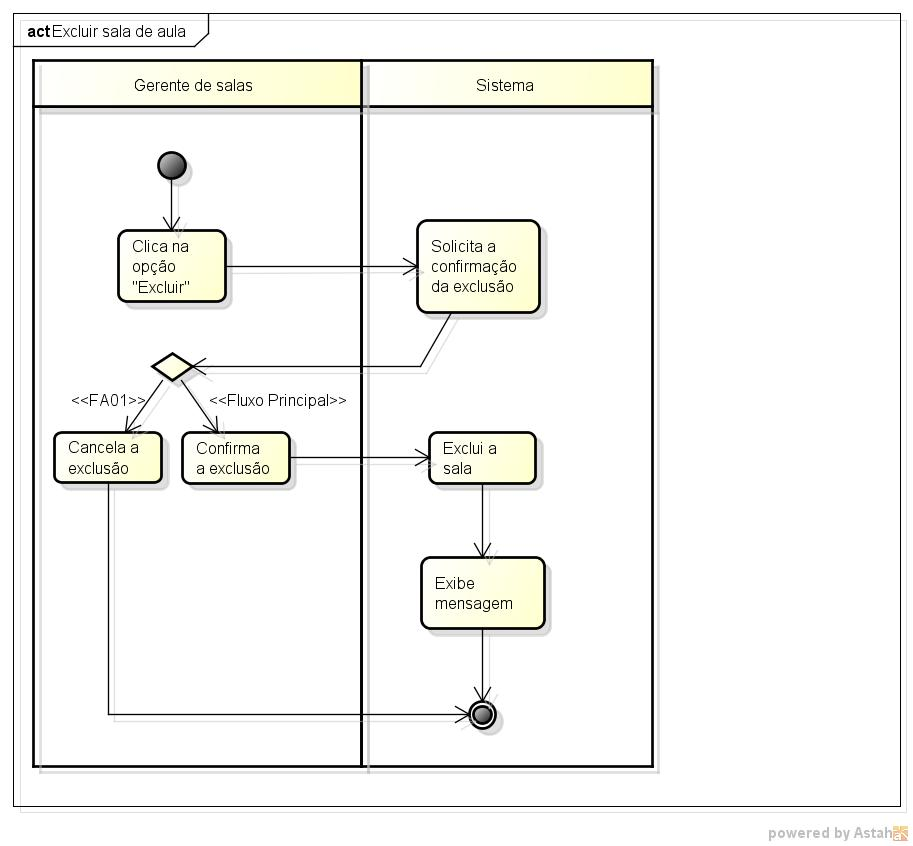 act Excluir sala de aula
Gerente de salas
Sistema
Clica na
opção
"Excluir"
Solicita a
confirmação
da exclusão
<<FA01>>
<<Fluxo Principal>>
Cancela a
exclusão
Confirma
a exclusão
Exclui a
sala
Exibe
mensagem
powered by Astah